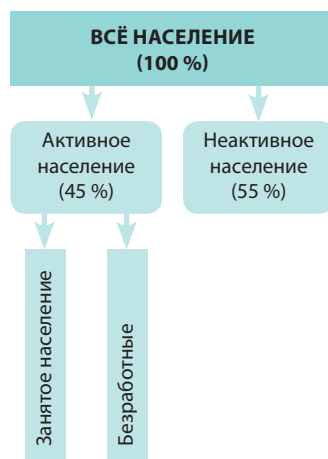 ВСЁ НАСЕЛЕНИЕ
(100 %)
Активное
население
(45 %)
Неактивное
население
(55 %)
Занятое население
Безработные